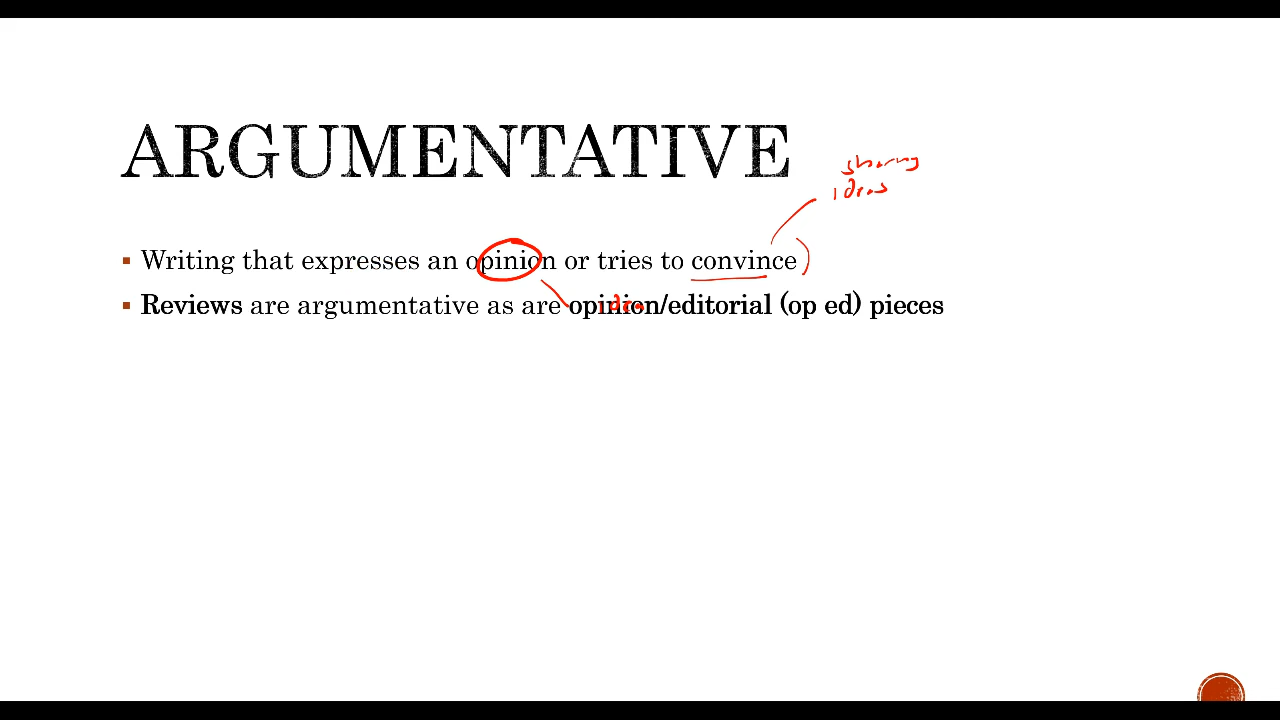 ARGUMENTATIVE
sharing
ideas
▪ Writing that expresses an opinion or tries to convince
▪ Reviews are argumentative as are opinion/editorial (op ed) pieces